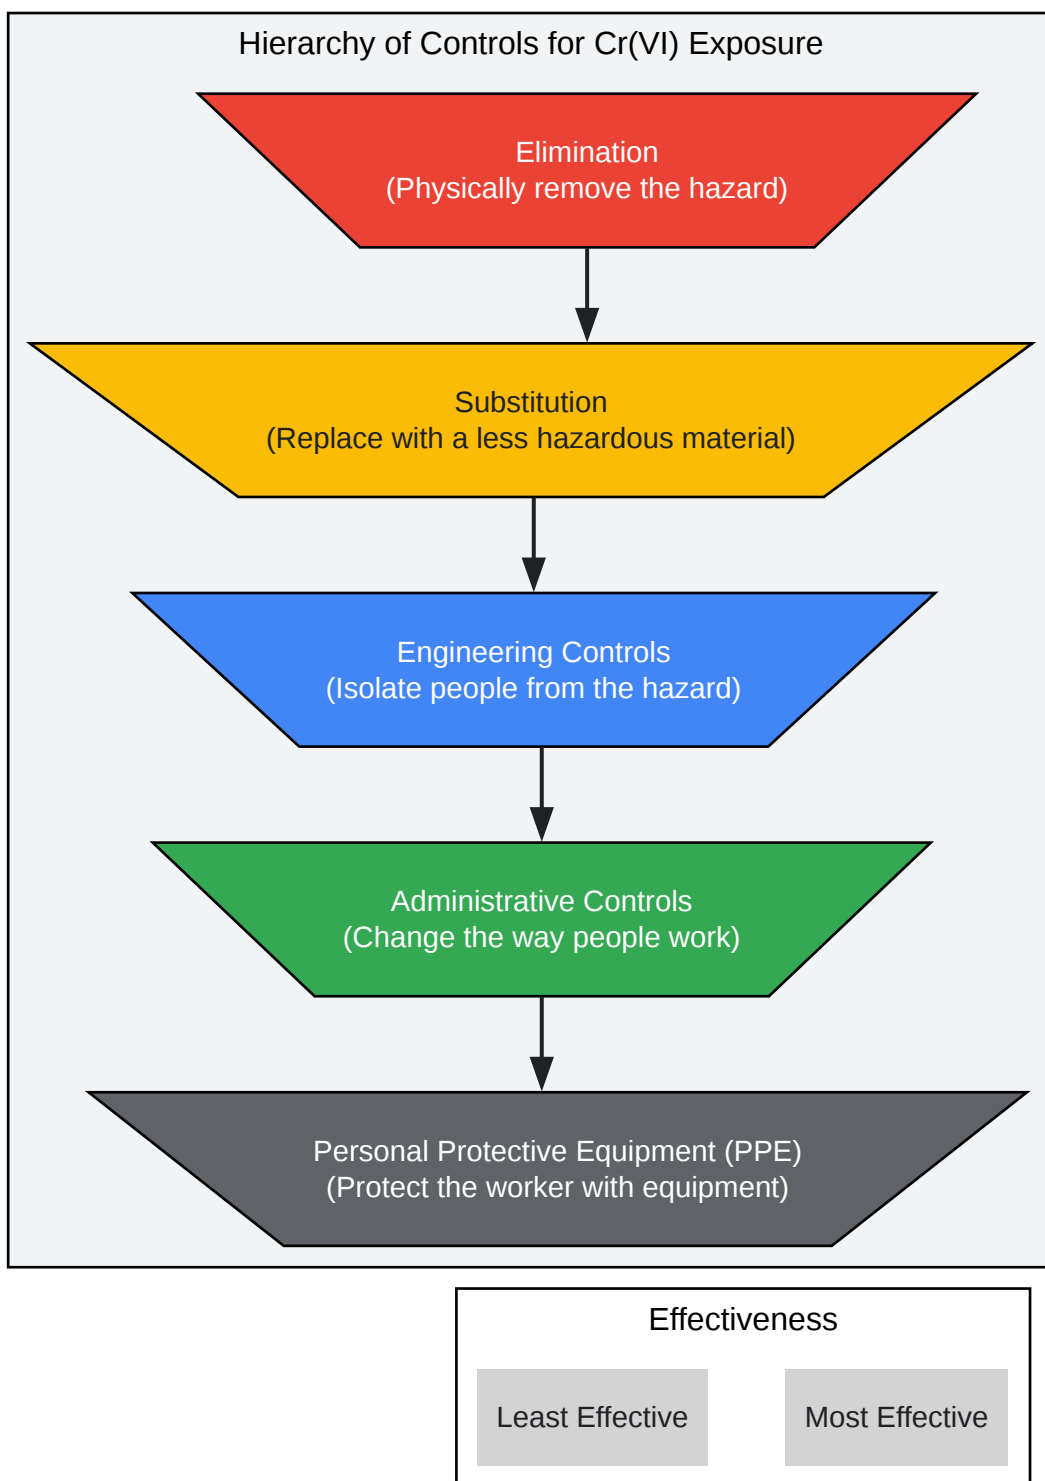 Hierarchy of Controls for Cr(VI) Exposure
Elimination
(Physically remove the hazard)
Substitution
(Replace with a less hazardous material)
Engineering Controls
(Isolate people from the hazard)
Administrative Controls
(Change the way people work)
Personal Protective Equipment (PPE)
(Protect the worker with equipment)
Effectiveness
Least Effective
Most Effective